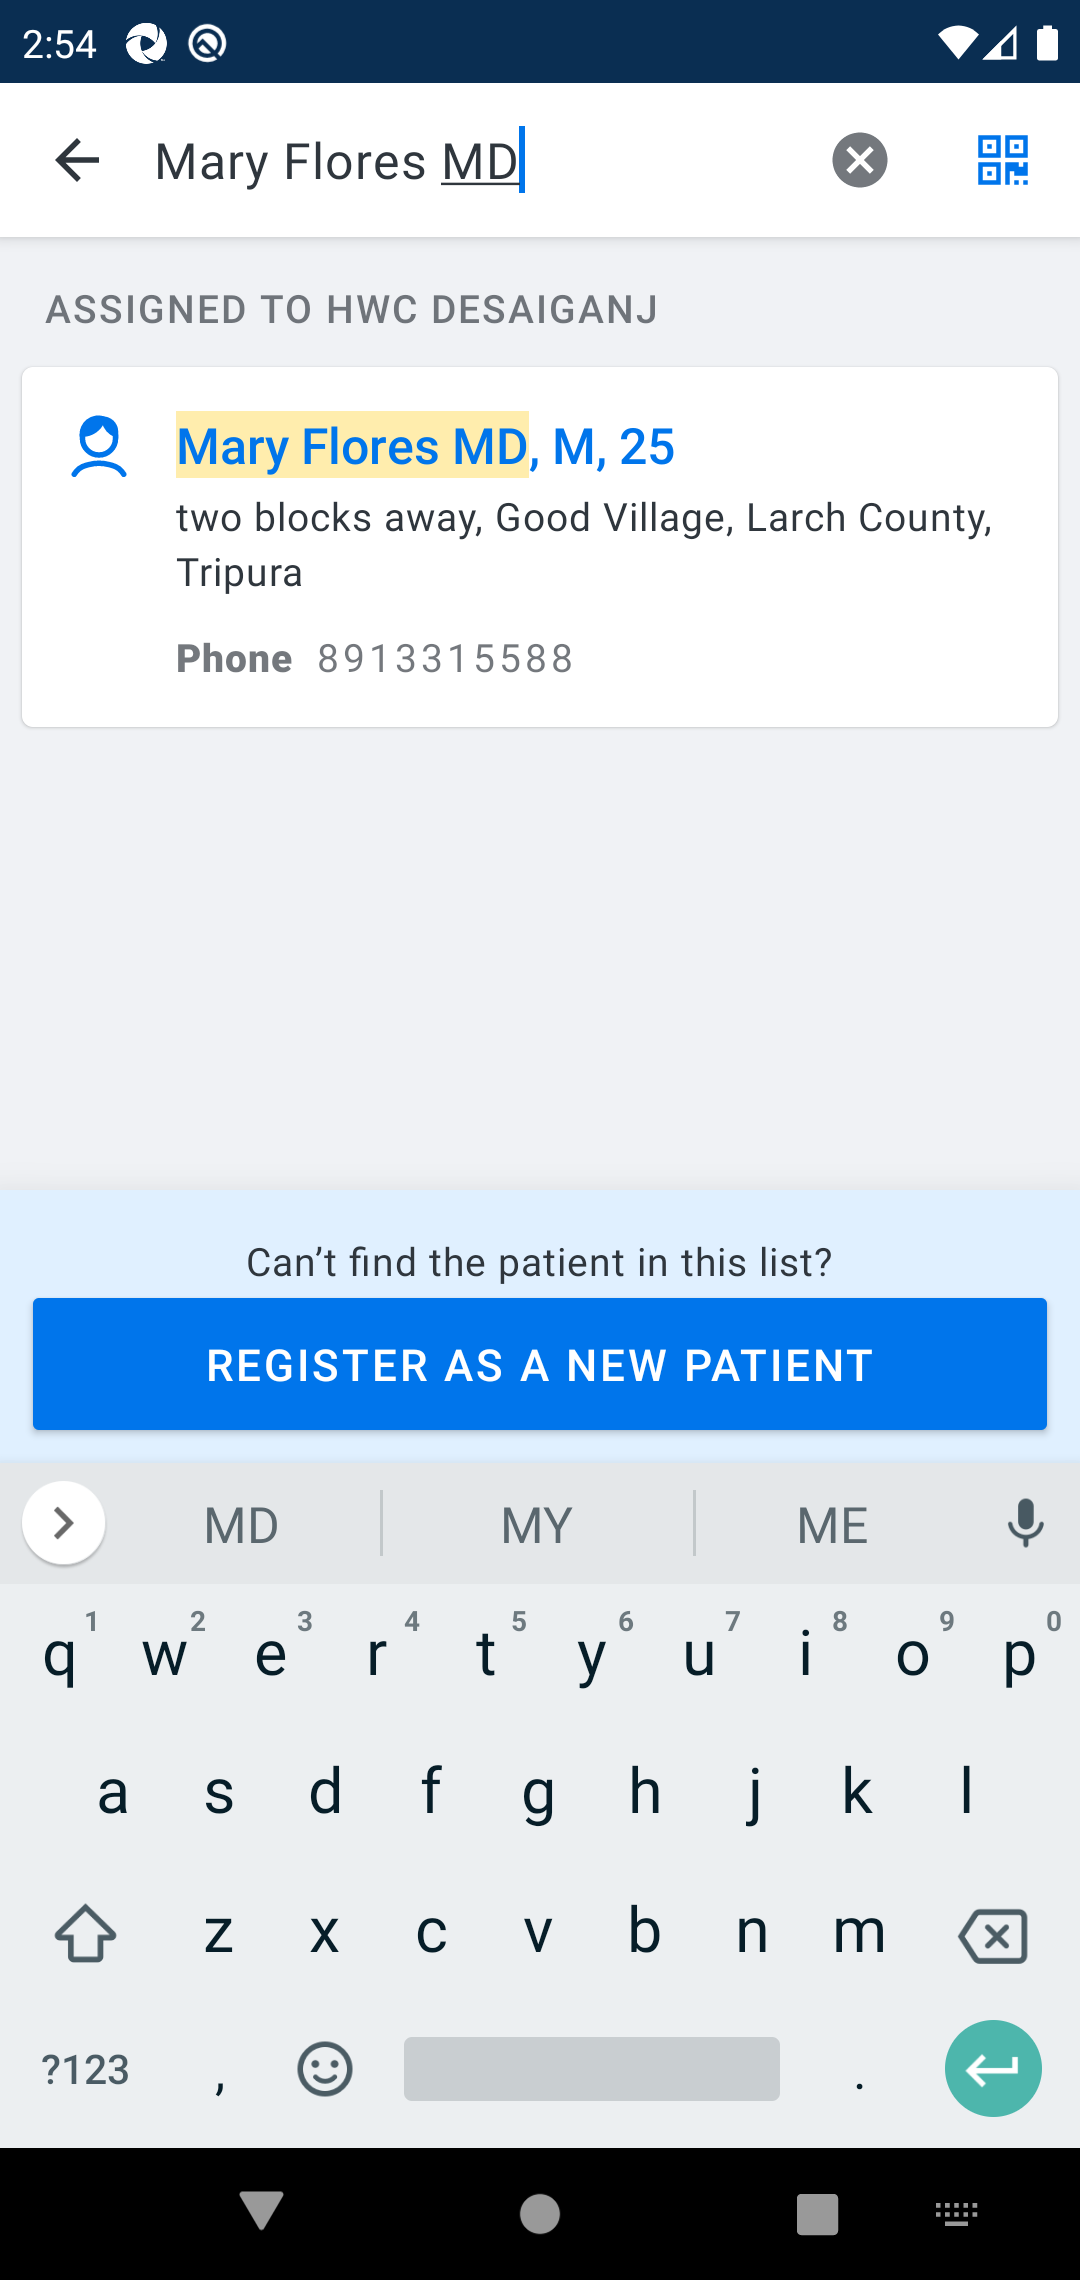 2:54
Mary Flores MD
ASSIGNED TO HWC DESAIGANJ
Mary Flores MD, M, 25
two blocks away, Good Village, Larch County,
Tripura
Phone 8913315588
Can’t find the patient in this list?
REGISTER AS A NEW PATIENT
MD MY ME
1 2 3 4 5 6 7 8 9 0
q w e r t y u i o p
a s d f g h j k l
z x c v b n m
?123 , .